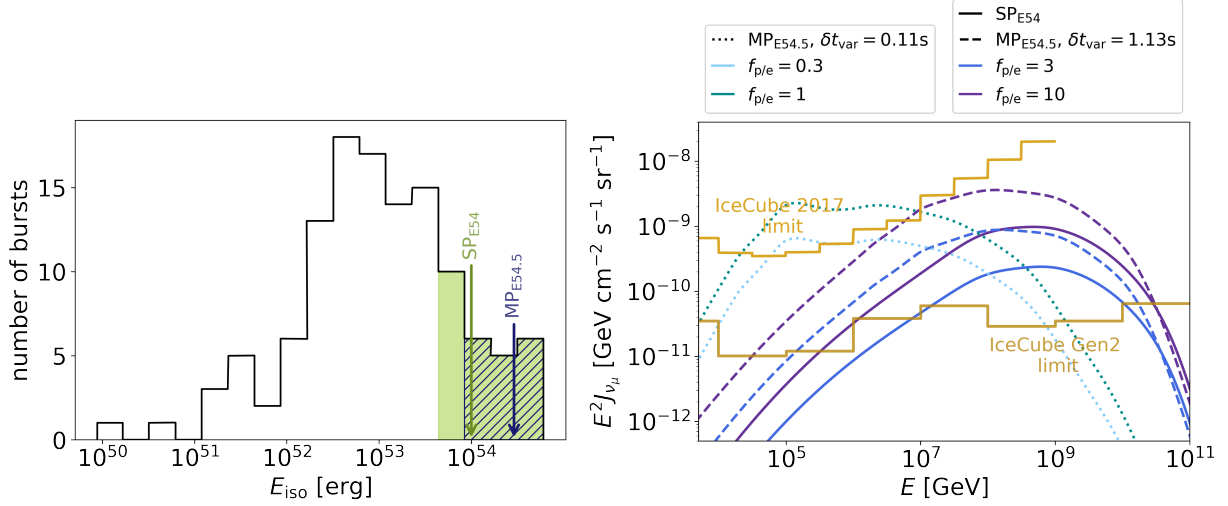 number of bursts
15
10
5
0
SP_E54
MP_E54.5
10^50
10^51
10^52
10^53
10^54
E_iso [erg]
MP_E54.5, δt_var = 0.11s
f_p/e = 0.3
f_p/e = 1
SP_E54
MP_E54.5, δt_var = 1.13s
f_p/e = 3
f_p/e = 10
E^2 J_ν_μ [GeV cm^−2 s^−1 sr^−1]
10^−8
10^−9
10^−10
10^−11
10^−12
IceCube 2017
limit
IceCube Gen2
limit
10^5
10^7
10^9
10^11
E [GeV]